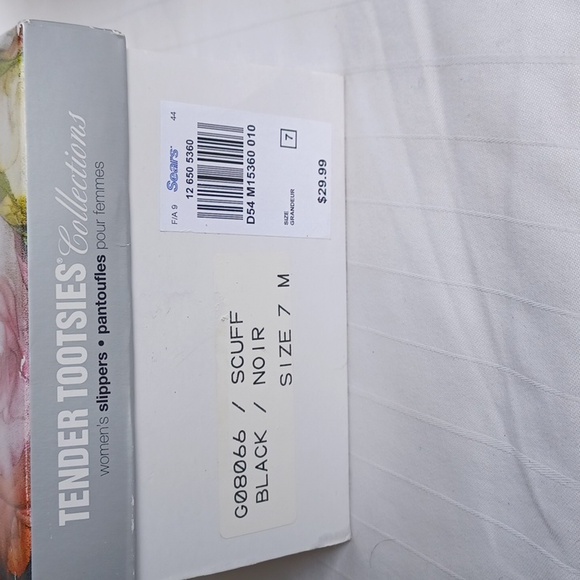 TENDER TOOTSIES® Collections
women's slippers • pantoufles pour femmes
F/A 9 Sears 44
12 650 5360
D54 M15360 010
SIZE
GRANDEUR
7
$29.99
G08066 / SCUFF
BLACK / NOIR
SIZE 7 M